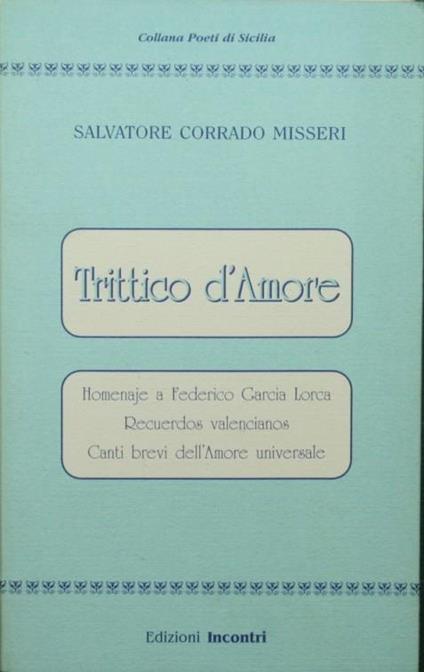 Collana Poeti di Sicilia
SALVATORE CORRADO MISSERI
Trittico d'Amore
Homenaje a Federico Garcia Lorca
Recuerdos valencianos
Canti brevi dell'Amore universale
Edizioni Incontri